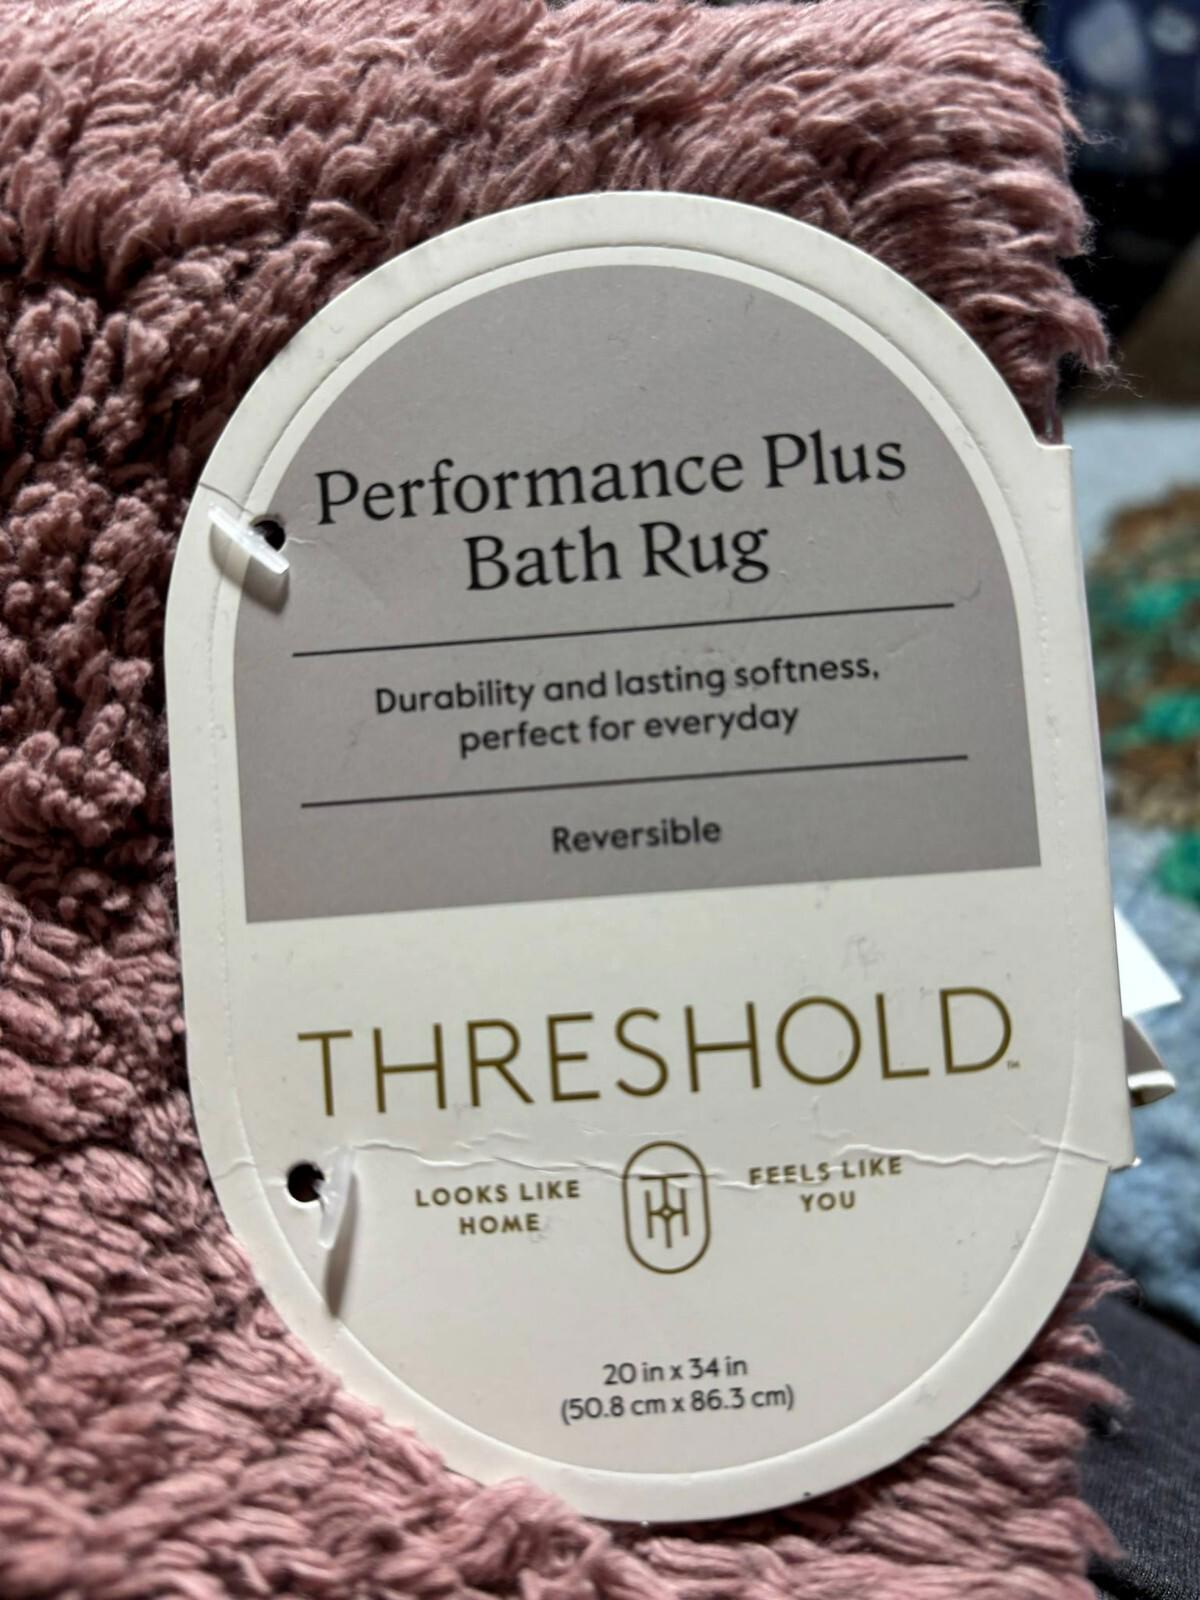 Performance Plus
Bath Rug
Durability and lasting softness,
perfect for everyday
Reversible
THRESHOLD™
LOOKS LIKE
HOME
FEELS LIKE
YOU
20 in x 34 in
(50.8 cm x 86.3 cm)